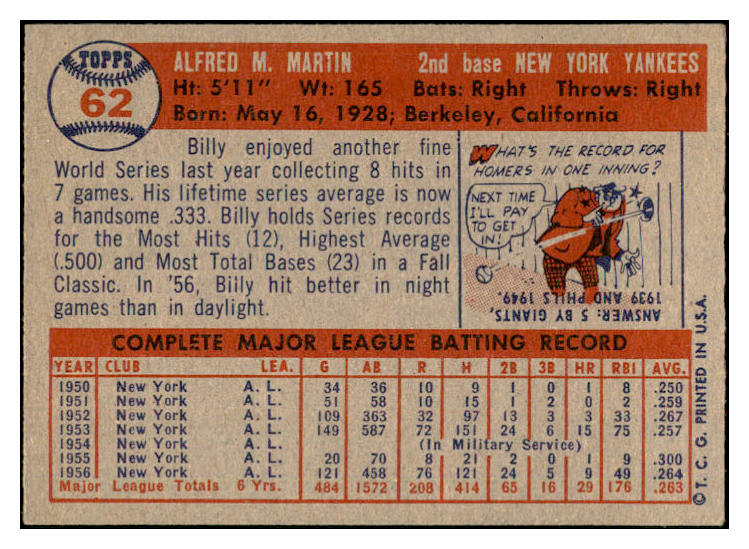 TOPPS
62
ALFRED M. MARTIN 2nd base NEW YORK YANKEES
Ht: 5'11" Wt: 165 Bats: Right Throws: Right
Born: May 16, 1928; Berkeley, California
Billy enjoyed another fine
World Series last year collecting 8 hits in
7 games. His lifetime series average is now
a handsome .333. Billy holds Series records
for the Most Hits (12), Highest Average
(.500) and Most Total Bases (23) in a Fall
Classic. In '56, Billy hit better in night
games than in daylight.
WHAT'S THE RECORD FOR
HOMERS IN ONE INNING?
NEXT TIME
I'LL PAY
TO GET
IN!
ANSWER: 5 BY GIANTS,
1939 AND PHILS 1949.
COMPLETE MAJOR LEAGUE BATTING RECORD
YEAR CLUB LEA. G AB R H 2B 3B HR RBI AVG.
1950 New York A. L. 34 36 10 9 1 0 1 8 .250
1951 New York A. L. 51 58 10 15 1 2 0 2 .259
1952 New York A. L. 109 363 32 97 13 3 3 33 .267
1953 New York A. L. 149 587 72 151 24 6 15 75 .257
1954 New York A. L. (In Military Service)
1955 New York A. L. 20 70 8 21 2 0 1 9 .300
1956 New York A. L. 121 458 76 121 24 5 9 49 .264
Major League Totals 6 Yrs. 484 1572 208 414 65 16 29 176 .263
© T. C. G. PRINTED IN U.S.A.